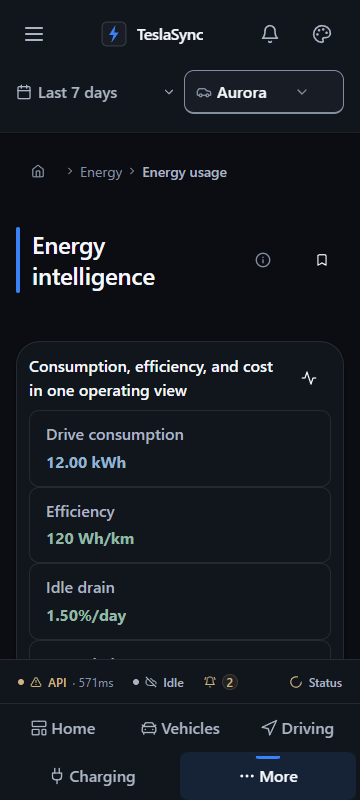 TeslaSync
Last 7 days
Aurora
Energy
Energy usage
Energy
intelligence
Consumption, efficiency, and cost
in one operating view
Drive consumption
12.00 kWh
Efficiency
120 Wh/km
Idle drain
1.50%/day
API · 571ms
Idle
2
Status
Home
Vehicles
Driving
Charging
More